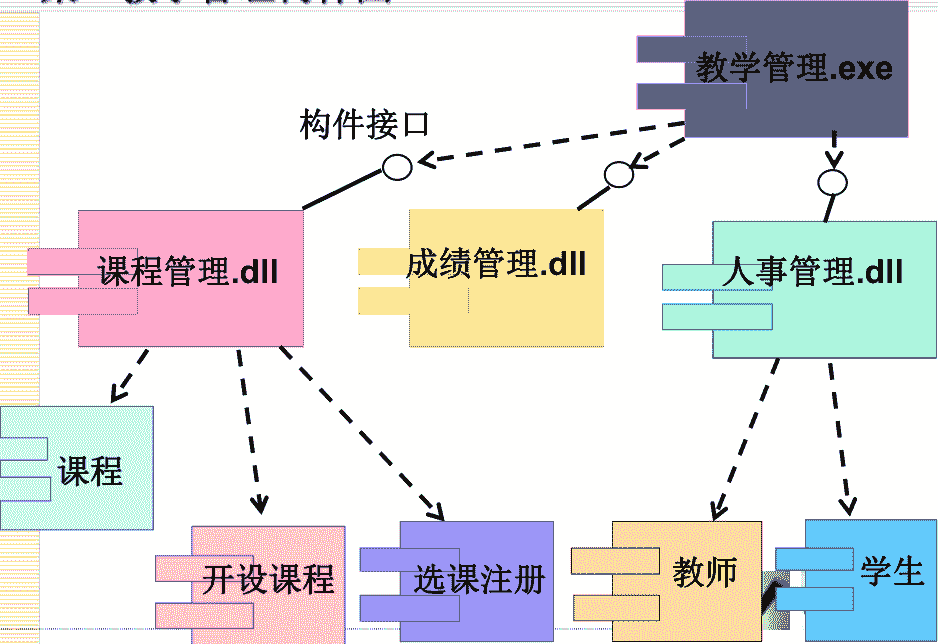 教学管理.exe
构件接口
课程管理.dll
成绩管理.dll
人事管理.dll
课程
开设课程
选课注册
教师
学生